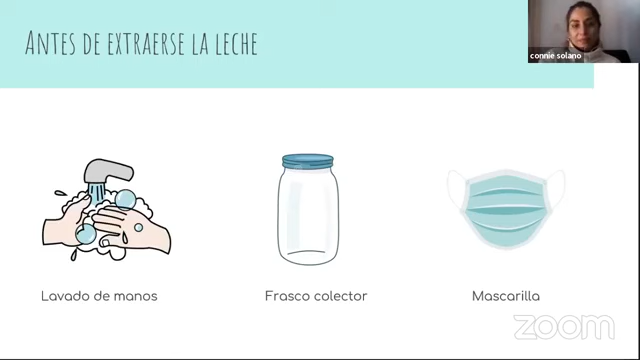 ANTES DE EXTRAERSE LA LECHE
connie solano
Lavado de manos
Frasco colector
Mascarilla
zoom